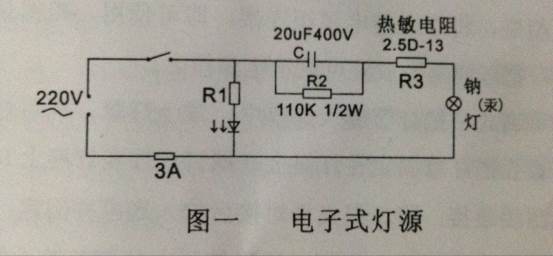 20uF400V
热敏电阻
C
2.5D-13
R1
R2
R3
钠
(汞)
灯
220V
110K 1/2W
3A
图一 电子式灯源